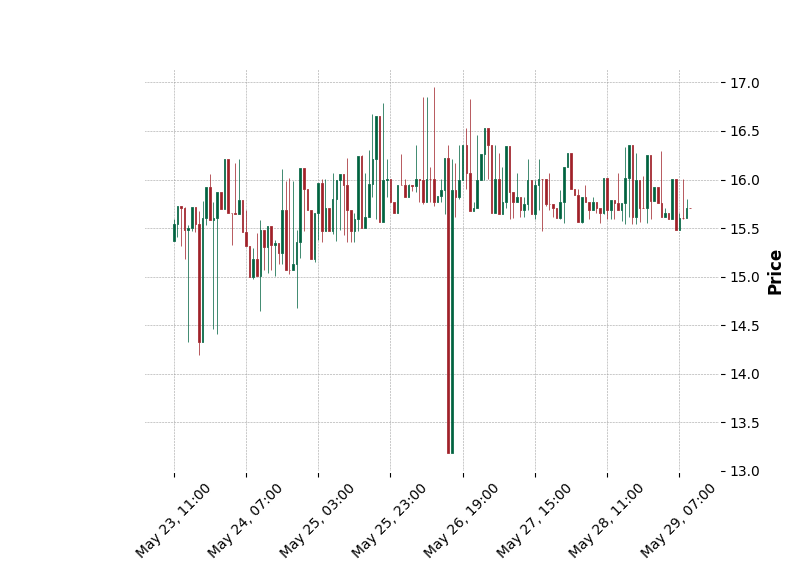 17.0
16.5
16.0
15.5
15.0
14.5
14.0
13.5
13.0
Price
May 23, 11:00
May 24, 07:00
May 25, 03:00
May 25, 23:00
May 26, 19:00
May 27, 15:00
May 28, 11:00
May 29, 07:00